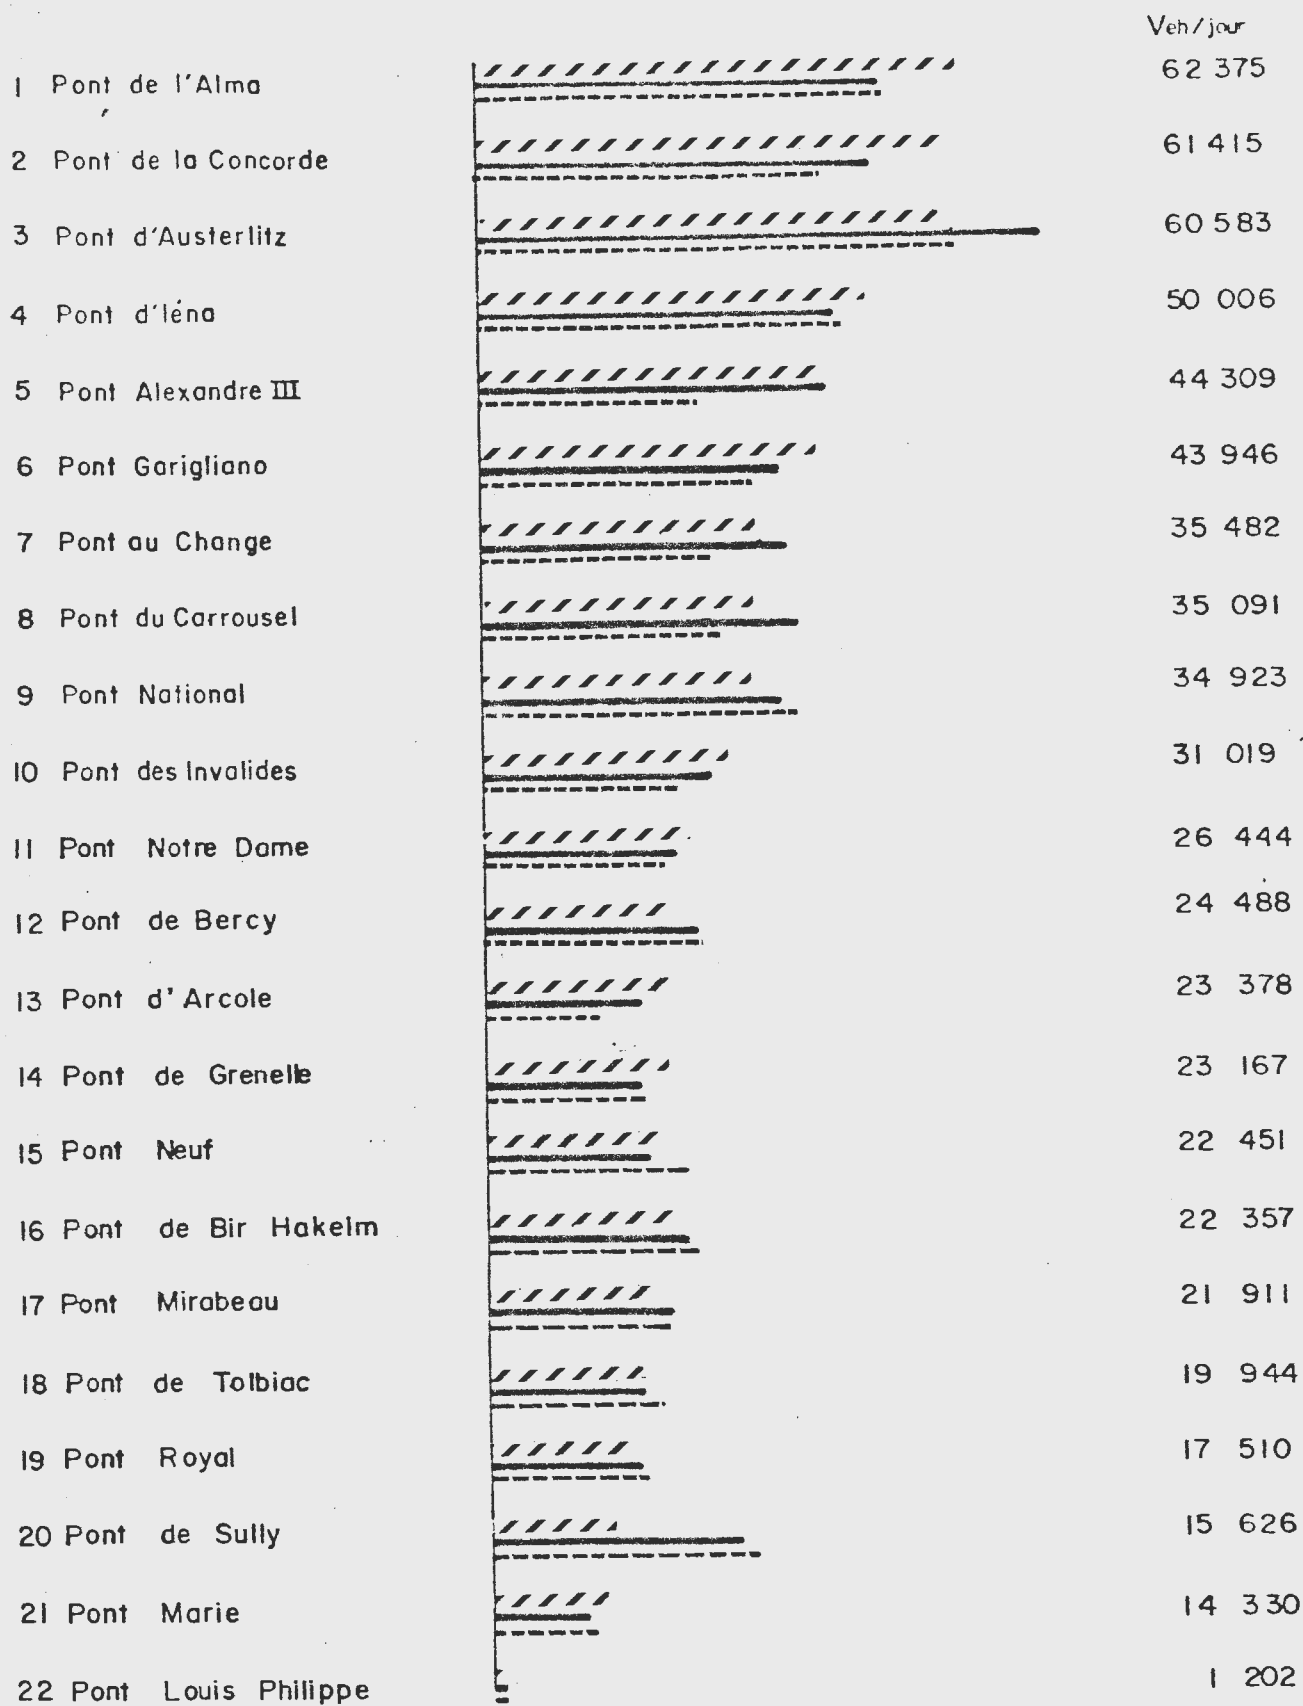 Veh/jour
1 Pont de l'Alma 62 375
2 Pont de la Concorde 61 415
3 Pont d'Austerlitz 60 583
4 Pont d'Iéna 50 006
5 Pont Alexandre III 44 309
6 Pont Garigliano 43 946
7 Pont au Change 35 482
8 Pont du Carrousel 35 091
9 Pont National 34 923
10 Pont des Invalides 31 019
11 Pont Notre Dame 26 444
12 Pont de Bercy 24 488
13 Pont d'Arcole 23 378
14 Pont de Grenelle 23 167
15 Pont Neuf 22 451
16 Pont de Bir Hakeim 22 357
17 Pont Mirabeau 21 911
18 Pont de Tolbiac 19 944
19 Pont Royal 17 510
20 Pont de Sully 15 626
21 Pont Marie 14 330
22 Pont Louis Philippe 1 202